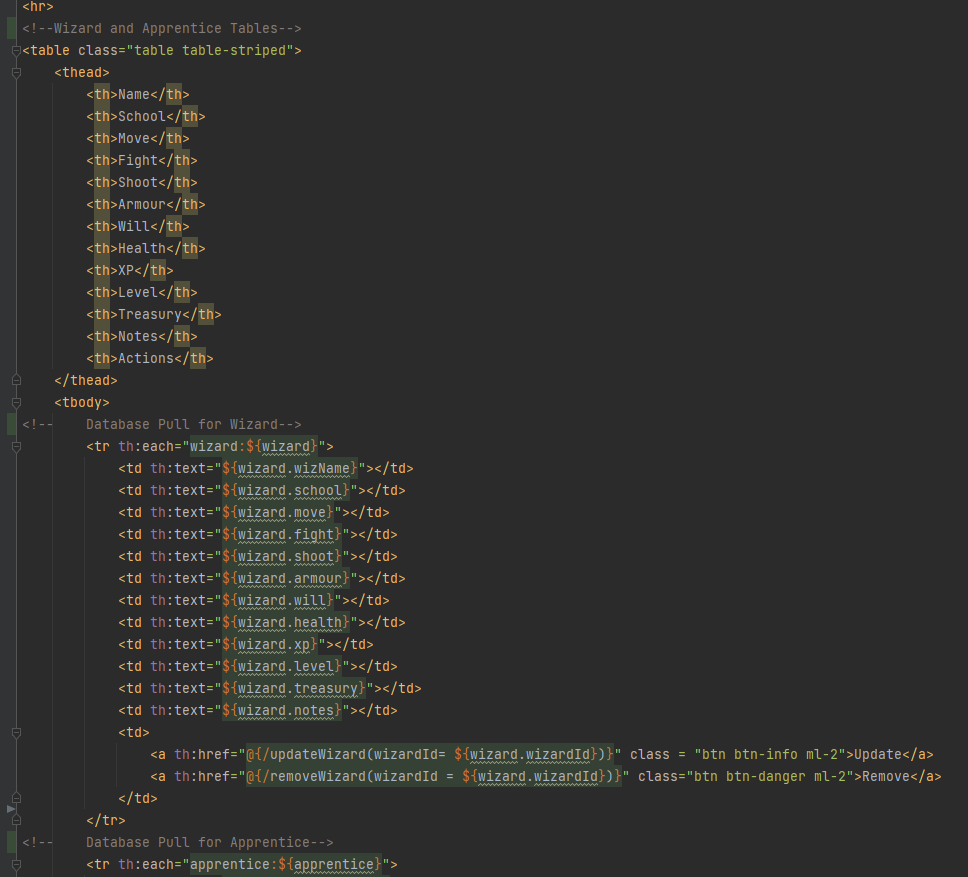 <hr>
<!--Wizard and Apprentice Tables-->
<table class="table table-striped">
    <thead>
        <th>Name</th>
        <th>School</th>
        <th>Move</th>
        <th>Fight</th>
        <th>Shoot</th>
        <th>Armour</th>
        <th>Will</th>
        <th>Health</th>
        <th>XP</th>
        <th>Level</th>
        <th>Treasury</th>
        <th>Notes</th>
        <th>Actions</th>
    </thead>
    <tbody>
<!--    Database Pull for Wizard-->
        <tr th:each="wizard:${wizard}">
            <td th:text="${wizard.wizName}"></td>
            <td th:text="${wizard.school}"></td>
            <td th:text="${wizard.move}"></td>
            <td th:text="${wizard.fight}"></td>
            <td th:text="${wizard.shoot}"></td>
            <td th:text="${wizard.armour}"></td>
            <td th:text="${wizard.will}"></td>
            <td th:text="${wizard.health}"></td>
            <td th:text="${wizard.xp}"></td>
            <td th:text="${wizard.level}"></td>
            <td th:text="${wizard.treasury}"></td>
            <td th:text="${wizard.notes}"></td>
            <td>
                <a th:href="@{/updateWizard(wizardId= ${wizard.wizardId})}" class = "btn btn-info ml-2">Update</a>
                <a th:href="@{/removeWizard(wizardId = ${wizard.wizardId})}" class="btn btn-danger ml-2">Remove</a>
            </td>
        </tr>
<!--    Database Pull for Apprentice-->
        <tr th:each="apprentice:${apprentice}">